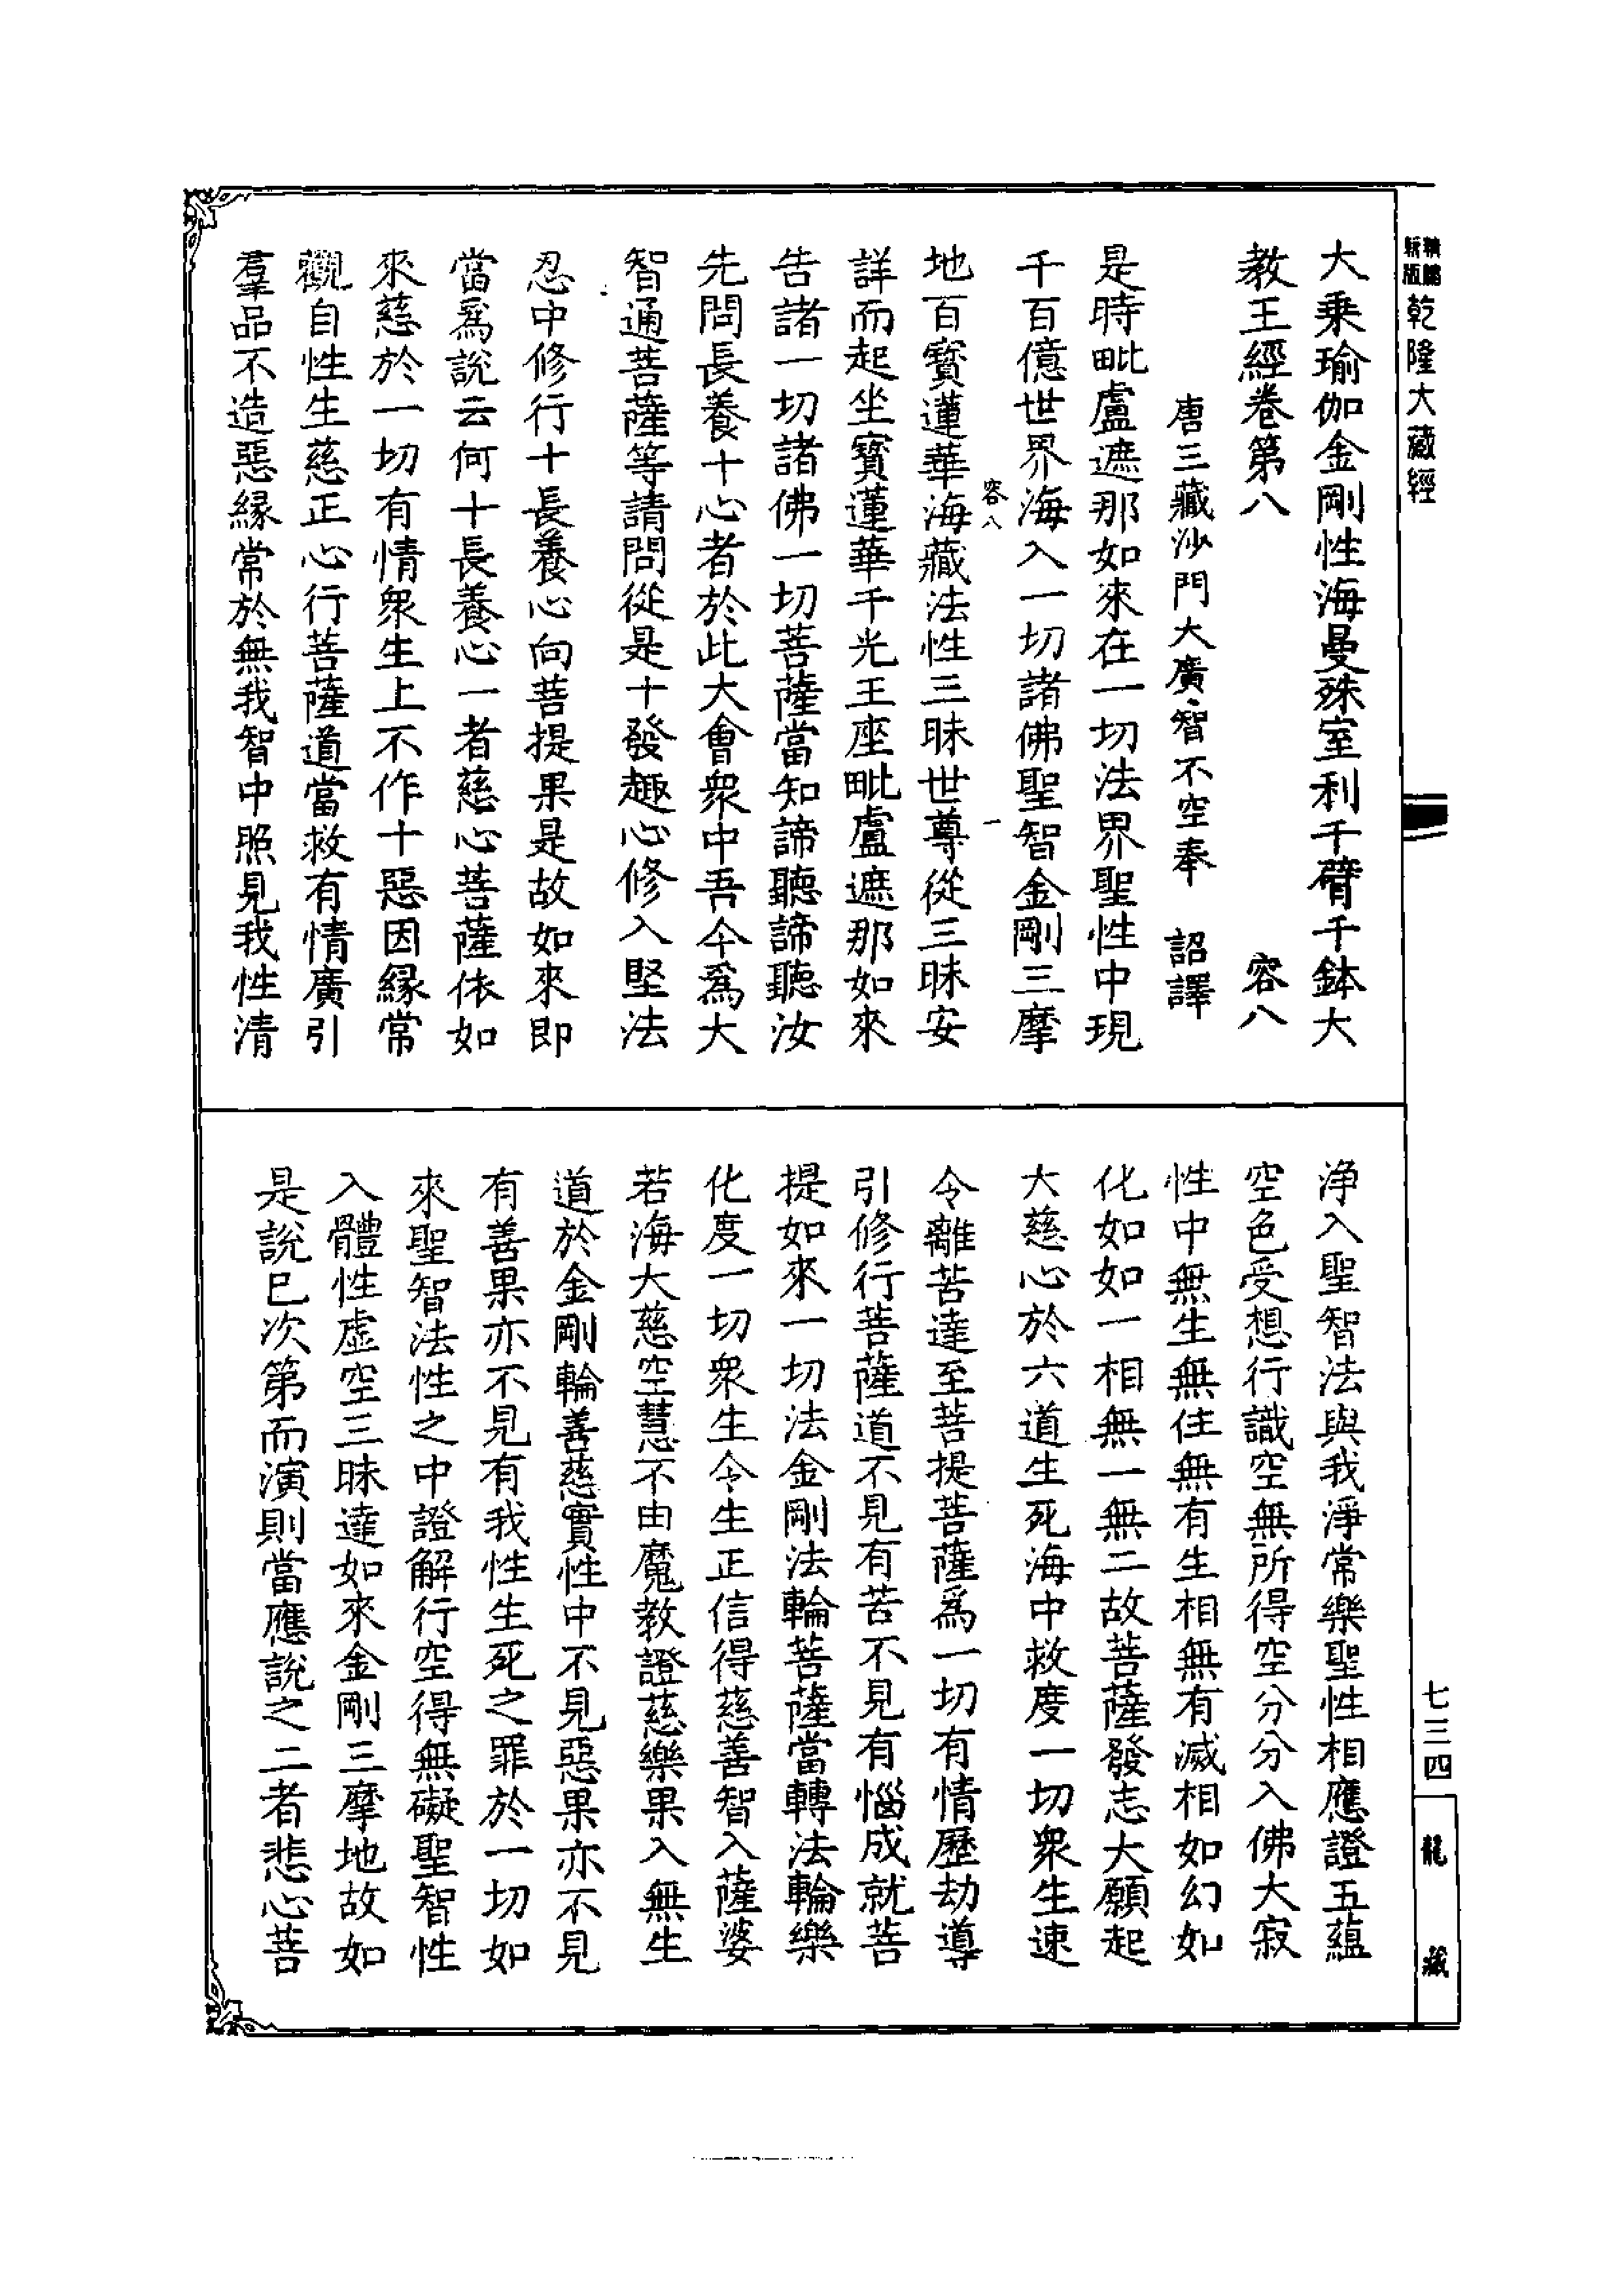 乾隆大藏經
大乘瑜伽金剛性海曼殊室利千臂千鉢大
教王經卷第八 容八
唐三藏沙門大廣智不空奉 詔譯
是時毗盧遮那如來在一切法界聖性中現
千百億世界海入一切諸佛聖智金剛三摩
容八 一
地百寶蓮華海藏法性三昧世尊從三昧安
詳而起坐寶蓮華千光王座毗盧遮那如來
告諸一切諸佛一切菩薩當知諦聽諦聽汝
先問長養十心者於此大會衆中吾今爲大
智通菩薩等請問從是十發趣心修入堅法
忍中修行十長養心向菩提果是故如來即
當爲說云何十長養心一者慈心菩薩依如
來慈於一切有情衆生上不作十惡因緣常
觀自性生慈正心行菩薩道當救有情廣引
羣品不造惡緣常於無我智中照見我性清
淨入聖智法與我淨常樂聖性相應證五蘊
空色受想行識空無所得空分分入佛大寂
性中無生無住無有生相無有滅相如幻如
化如如一相無一無二故菩薩發志大願起
大慈心於六道生死海中救度一切衆生速
令離苦達至菩提菩薩爲一切有情歷劫導
引修行菩薩道不見有苦不見有惱成就菩
提如來一切法金剛法輪菩薩當轉法輪樂
化度一切衆生令生正信得慈善智入薩婆
若海大慈空慧不由魔教證慈樂果入無生
道於金剛輪善慈實性中不見惡果亦不見
有善果亦不見有我性生死之罪於一切如
來聖智法性之中證解行空得無礙聖智性
入體性虛空三昧達如來金剛三摩地故如
是說已次第而演則當應說之二者悲心菩
七三四
龍 藏